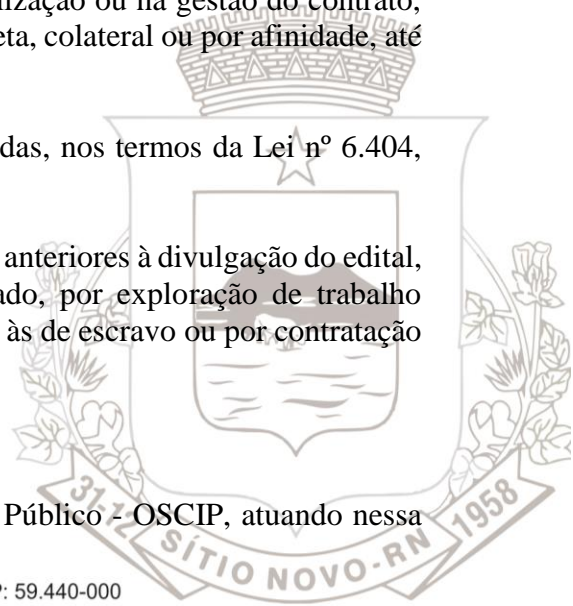 lização ou na gestão do contrato,
eta, colateral ou por afinidade, até
das, nos termos da Lei nº 6.404,
anteriores à divulgação do edital,
ado, por exploração de trabalho
às de escravo ou por contratação
Público - OSCIP, atuando nessa
31.12 SÍTIO NOVO-RN 1958
P: 59.440-000